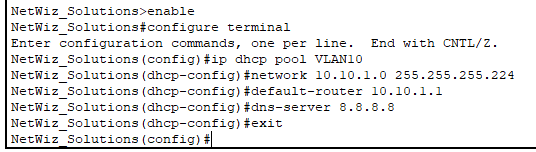 NetWiz_Solutions>enable
NetWiz_Solutions#configure terminal
Enter configuration commands, one per line.  End with CNTL/Z.
NetWiz_Solutions(config)#ip dhcp pool VLAN10
NetWiz_Solutions(dhcp-config)#network 10.10.1.0 255.255.255.224
NetWiz_Solutions(dhcp-config)#default-router 10.10.1.1
NetWiz_Solutions(dhcp-config)#dns-server 8.8.8.8
NetWiz_Solutions(dhcp-config)#exit
NetWiz_Solutions(config)#